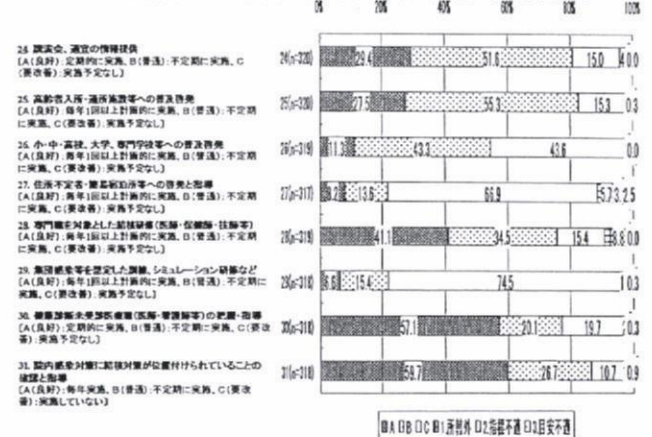 0% 20% 40% 60% 80% 100%
24. 講演会、適宜の情報提供
[A(良好):定期的に実施、B(普通):不定期に実施、C
(要改善):実施予定なし]
24(n=320) 29.4 51.6 15.0 4 0.0
25. 高齢者入所・通所施設等への普及啓発
[A(良好):毎年1回以上計画的に実施、B(普通):不定期
に実施、C(要改善):実施予定なし]
25(n=320) 27.5 55.3 15.3 0.3
26. 小・中・高校、大学、専門学校等への普及啓発
[A(良好):毎年1回以上計画的に実施、B(普通):不定期
に実施、C(要改善):実施予定なし]
26(n=319) 11.3 43.3 43.6 0.0
27. 住所不定者・簡易宿泊所等への啓発と指導
[A(良好):毎年1回以上計画的に実施、B(普通):不定期
に実施、C(要改善):実施予定なし]
27(n=317) 8.2 13.6 66.9 5.7 3.2 2.5
28. 専門職を対象とした結核研修(医師・保健師・技師等)
[A(良好):毎年1回以上計画的に実施、B(普通):不定期
に実施、C(要改善):実施予定なし]
28(n=319) 41.1 34.5 15.4 8.8 0.0
29. 集団感染等を想定した訓練、シミュレーション研修など
[A(良好):毎年1回以上計画的に実施、B(普通):不定期に
実施、C(要改善):実施予定なし]
29(n=318) 6.6 15.4 74.5 1 0.3
30. 健康診断未受診医療職(医師・看護師等)の把握・指導
[A(良好):定期的に実施、B(普通):不定期に実施、C(要改
善):実施予定なし]
30(n=318) 57.1 20.1 19.7 0.3
31. 院内感染対策に結核対策が位置付けられていることの
確認と指導
[A(良好):毎年実施、B(普通):不定期に実施、C(要改
善):実施していない]
31(n=318) 59.7 26.7 10.7 0.9
A B C 1.所管外 2.指標不適 3.目安不適